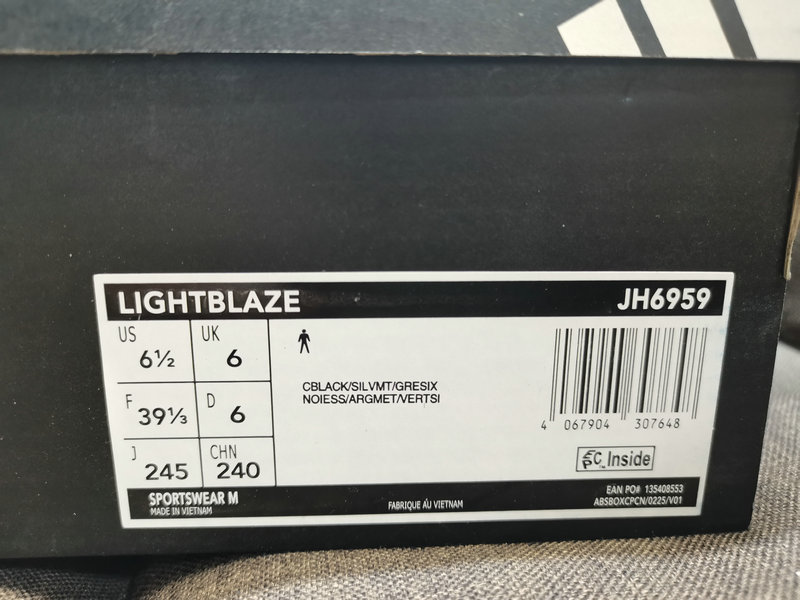 LIGHTBLAZE JH6959
US 6½ UK 6
F 39⅓ D 6
J 245 CHN 240
CBLACK/SILVMT/GRESIX
NOIESS/ARGMET/VERTSI
4 067904 307648
Inside
SPORTSWEAR M
MADE IN VIETNAM
FABRIQUE AU VIETNAM
EAN PO# 135408553
ABSBOXCPCN/0225/V01